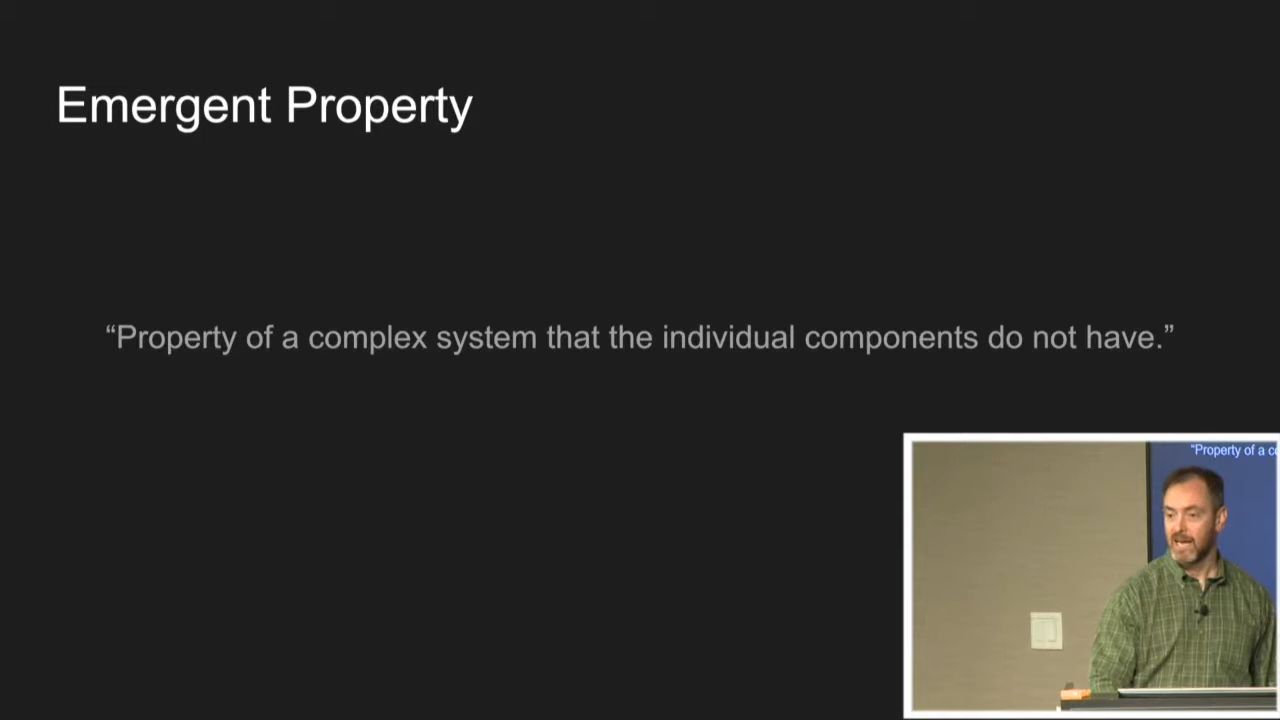 Emergent Property
“Property of a complex system that the individual components do not have.”
“Property of a c